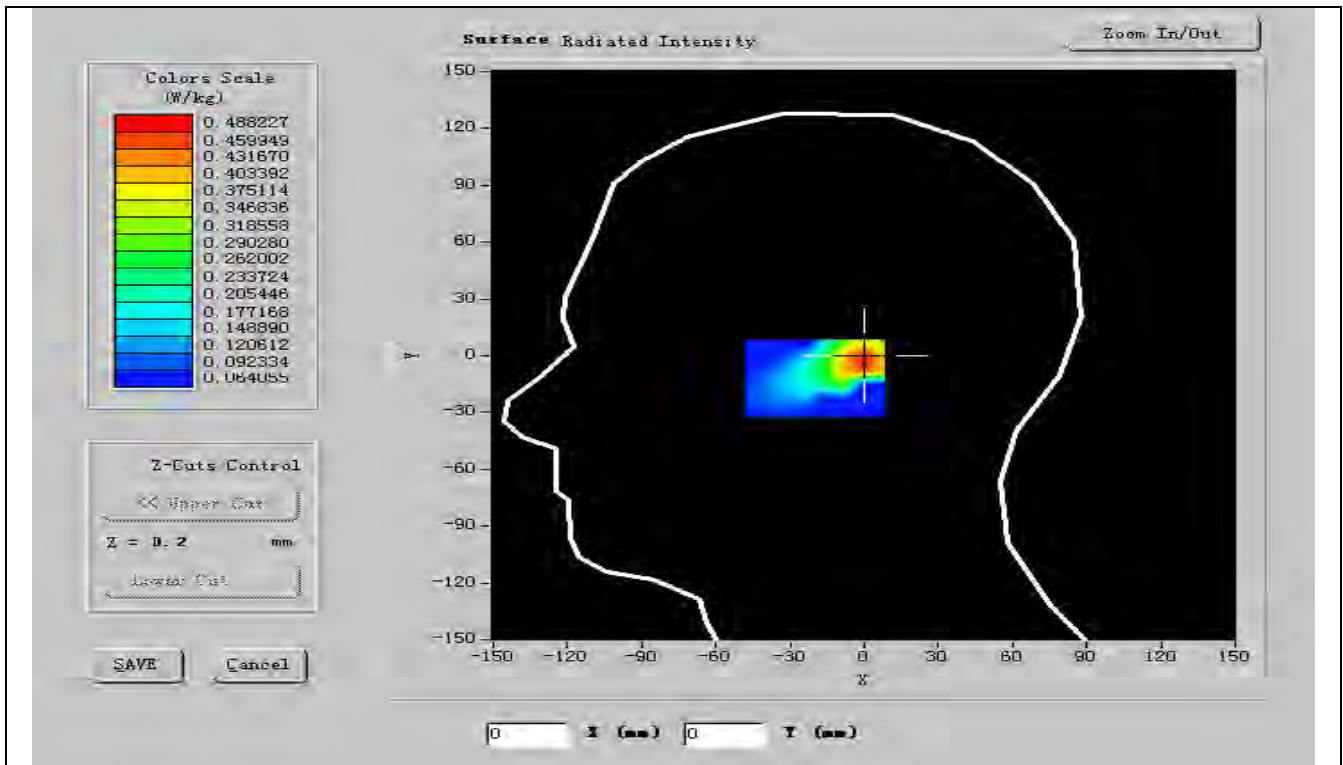 Surface Radiated Intensity
Zoom In/Out
Colors Scale
(W/kg)
0.488227
0.459949
0.431670
0.403392
0.375114
0.346836
0.318558
0.290280
0.262002
0.233724
0.205446
0.177168
0.148890
0.120612
0.092334
0.064055
Z-Cuts Control
<< Upper Cut
Z = 0.2 mm
Lower Cut
SAVE
Cancel
150
120
90
60
30
0
-30
-60
-90
-120
-150
Y
-150 -120 -90 -60 -30 0 30 60 90 120 150
X
0 X (mm) 0 Y (mm)